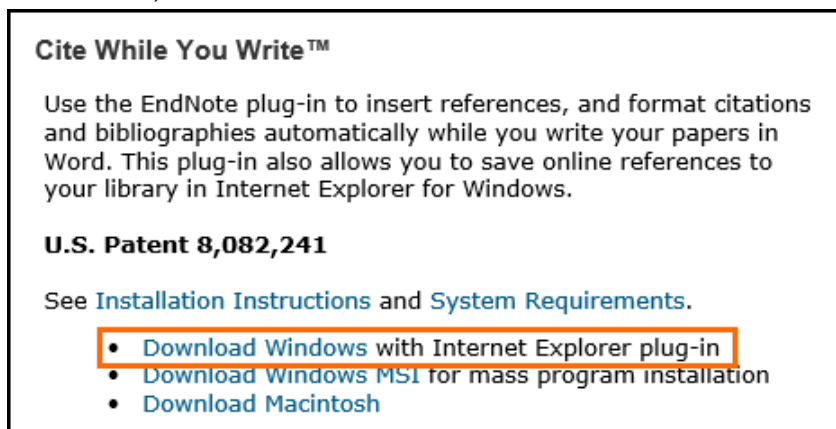 Cite While You Write™
Use the EndNote plug-in to insert references, and format citations
and bibliographies automatically while you write your papers in
Word. This plug-in also allows you to save online references to
your library in Internet Explorer for Windows.
U.S. Patent 8,082,241
See Installation Instructions and System Requirements.
• Download Windows with Internet Explorer plug-in
• Download Windows MSI for mass program installation
• Download Macintosh